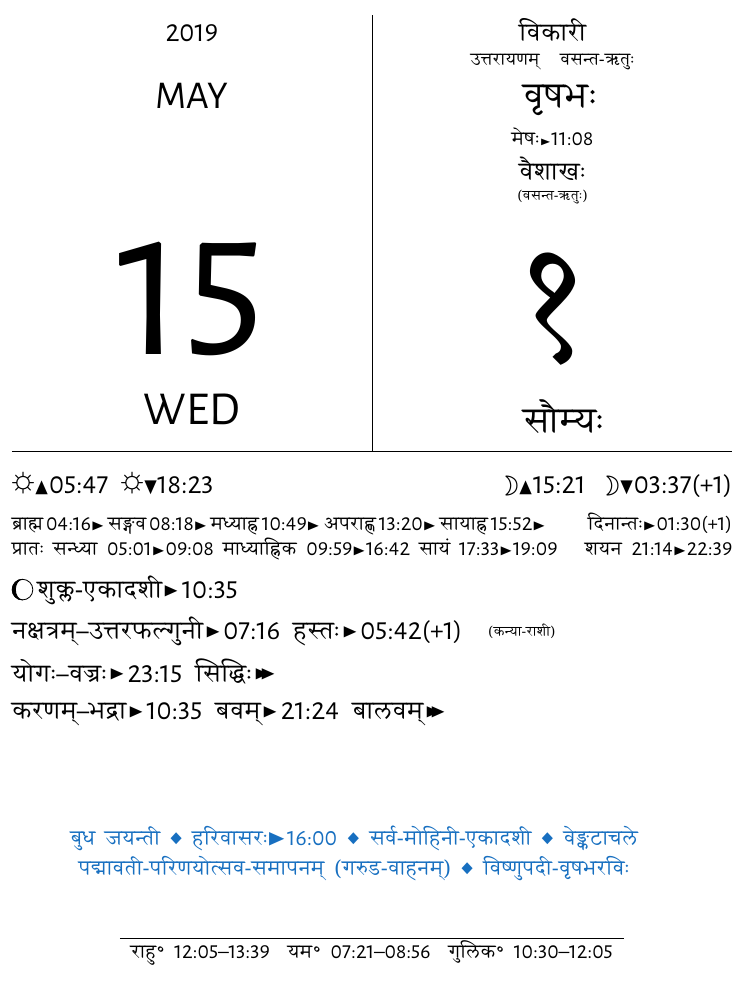 2019
MAY
15
WED
विकारी
उत्तरायणम् वसन्त-ऋतुः
वृषभः
मेषः►11:08
वैशाखः
(वसन्त-ऋतुः)
१
सौम्यः
☼▲05:47 ☼▼18:23 ☽▲15:21 ☽▼03:37(+1)
ब्राह्म 04:16► सङ्गव 08:18► मध्याह्न 10:49► अपराह्ण 13:20► सायाह्न 15:52► दिनान्तः►01:30(+1)
प्रातः सन्ध्या 05:01►09:08 माध्याह्निक 09:59►16:42 सायं 17:33►19:09 शयन 21:14►22:39
शुक्ल-एकादशी►10:35
नक्षत्रम्–उत्तरफल्गुनी►07:16 हस्तः►05:42(+1) (कन्या-राशी)
योगः–वज्रः►23:15 सिद्धिः►►
करणम्–भद्रा►10:35 बवम्►21:24 बालवम्►►
बुध जयन्ती ◆ हरिवासरः►16:00 ◆ सर्व-मोहिनी-एकादशी ◆ वेङ्कटाचले
पद्मावती-परिणयोत्सव-समापनम् (गरुड-वाहनम्) ◆ विष्णुपदी-वृषभरविः
राहु° 12:05–13:39 यम° 07:21–08:56 गुलिक° 10:30–12:05